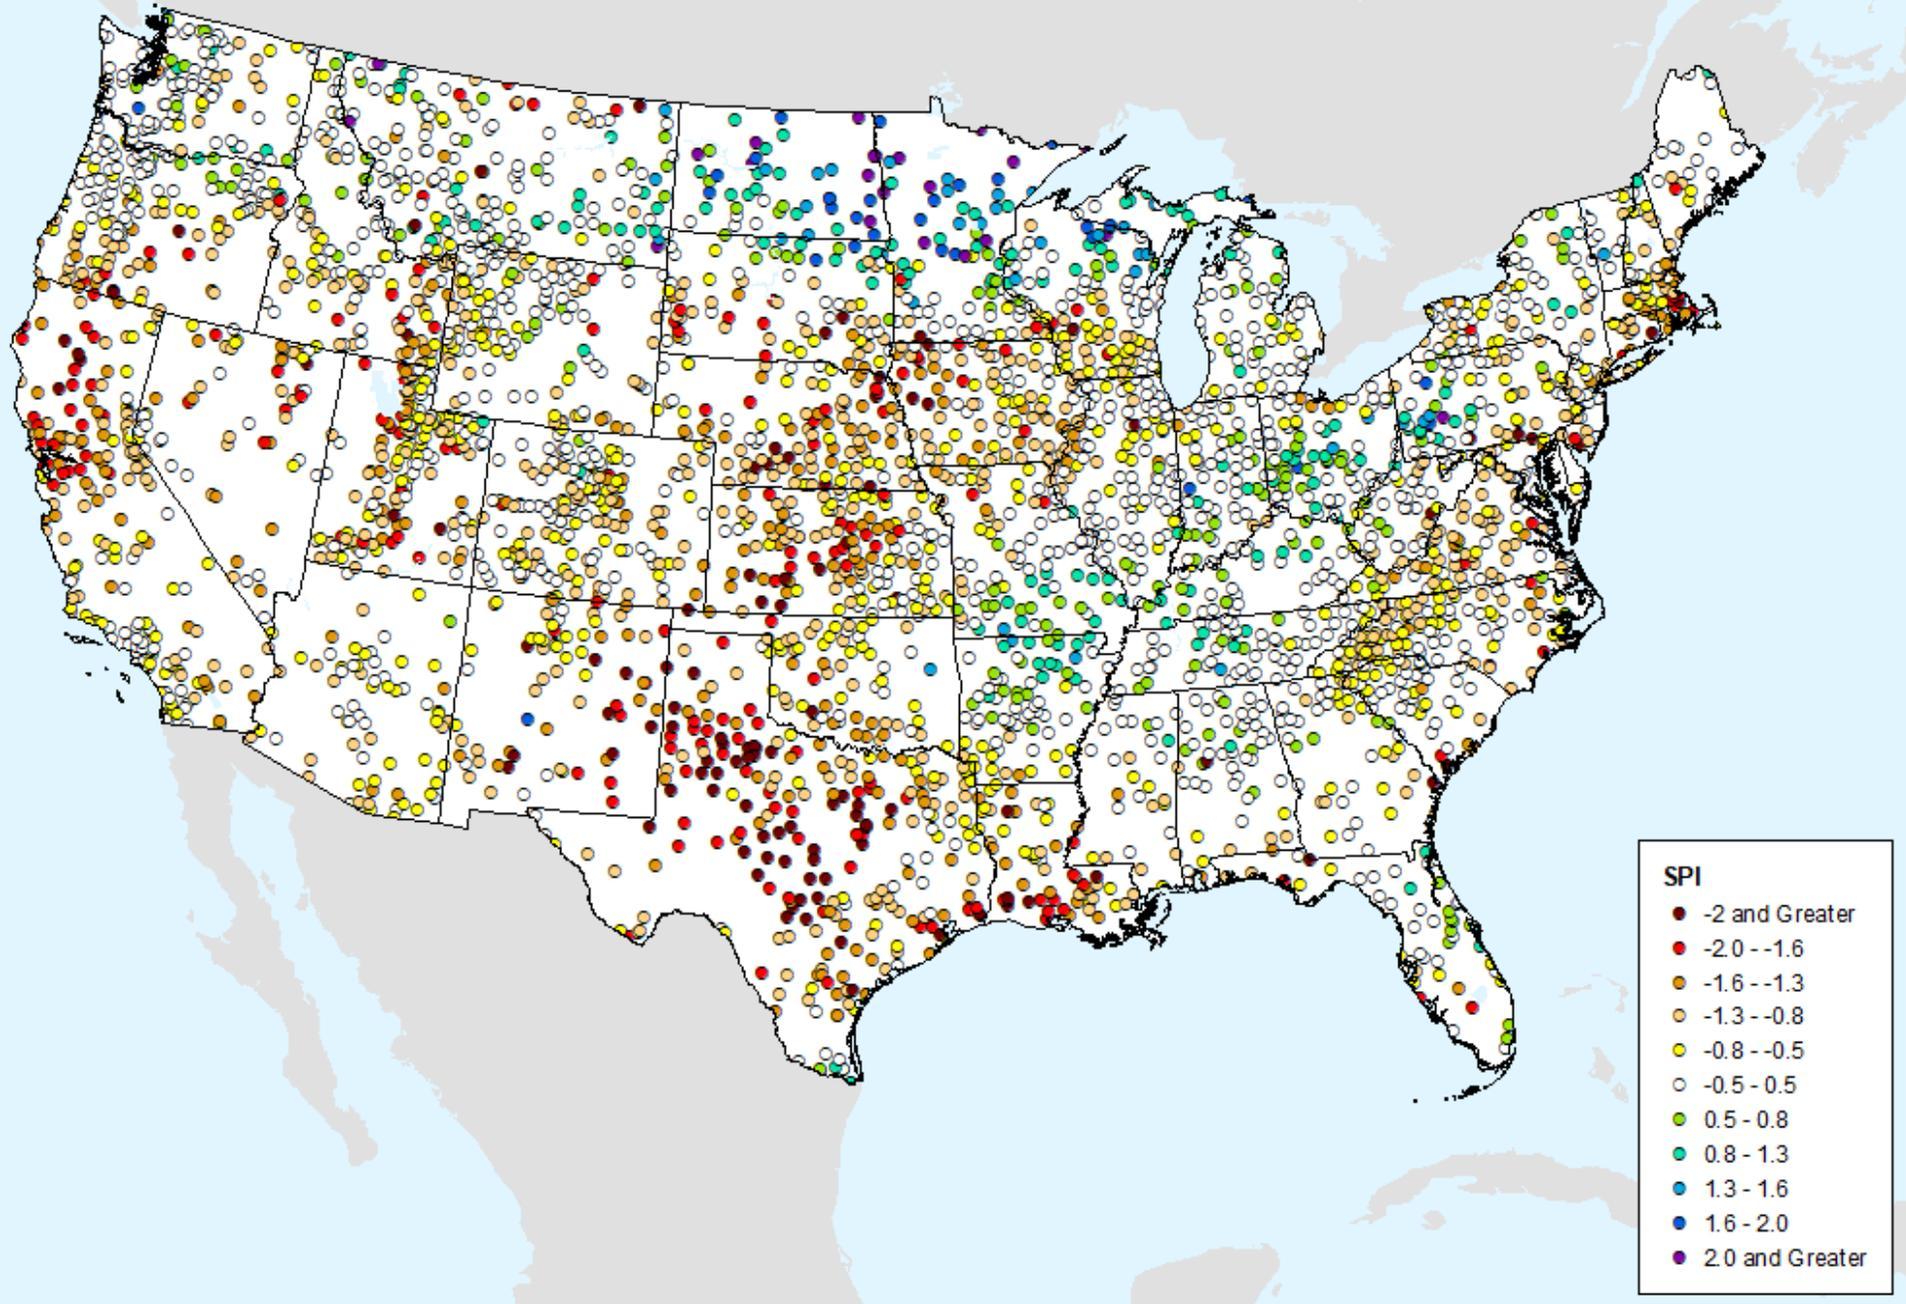 SPI
-2 and Greater
-2.0 - -1.6
-1.6 - -1.3
-1.3 - -0.8
-0.8 - -0.5
-0.5 - 0.5
0.5 - 0.8
0.8 - 1.3
1.3 - 1.6
1.6 - 2.0
2.0 and Greater